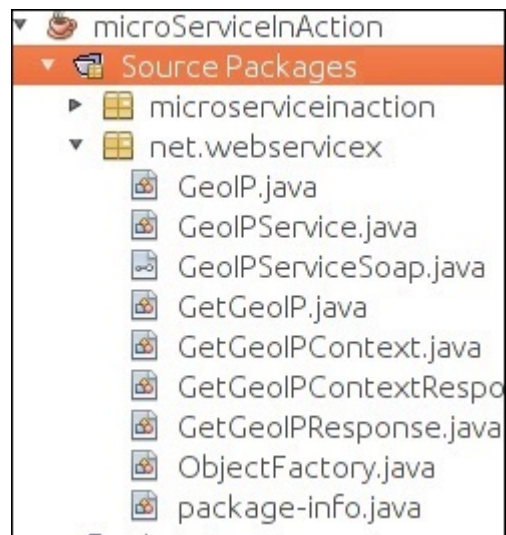 microServiceInAction
Source Packages
microserviceinaction
net.webservicex
GeoIP.java
GeoIPService.java
GeoIPServiceSoap.java
GetGeoIP.java
GetGeoIPContext.java
GetGeoIPContextRespo
GetGeoIPResponse.java
ObjectFactory.java
package-info.java